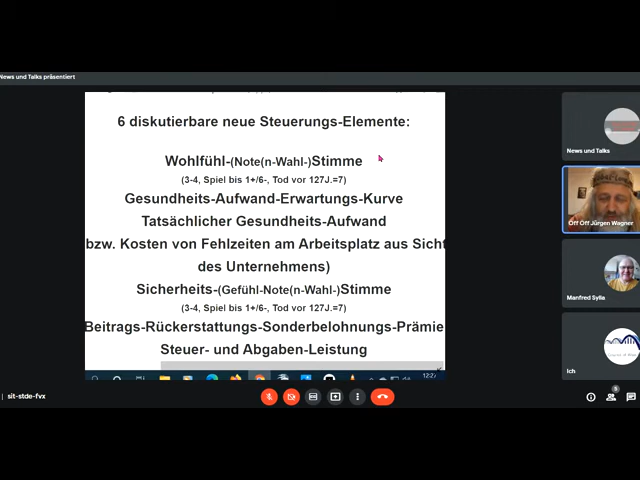 News und Talks präsentiert
6 diskutierbare neue Steuerungs-Elemente:
Wohlfühl-(Note(n-Wahl-)Stimme
(3-4, Spiel bis 1+/6-, Tod vor 127J.=7)
Gesundheits-Aufwand-Erwartungs-Kurve
Tatsächlicher Gesundheits-Aufwand
bzw. Kosten von Fehlzeiten am Arbeitsplatz aus Sicht
des Unternehmens)
Sicherheits-(Gefühl-Note(n-Wahl-)Stimme
(3-4, Spiel bis 1+/6-, Tod vor 127J.=7)
Beitrags-Rückerstattungs-Sonderbelohnungs-Prämie
Steuer- und Abgaben-Leistung
12:27
News und Talks
Öff Öff Jürgen Wagner
Manfred Sylla
Ich
sit-stde-fvx
5